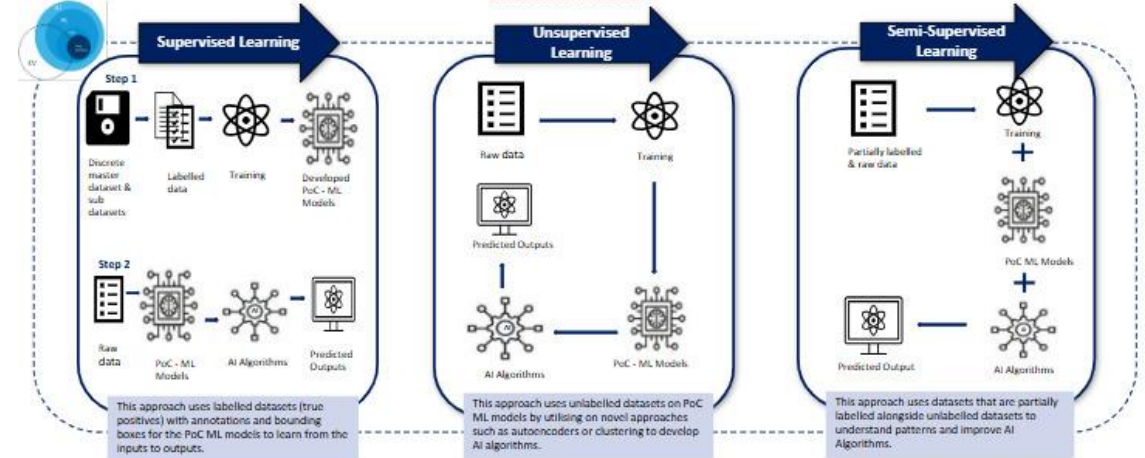 Supervised Learning
Step 1
Discrete
master
dataset &
sub
datasets
Labelled
data
Training
Developed
PoC - ML
Models
Step 2
Raw
data
PoC - ML
Models
AI Algorithms
Predicted
Outputs
This approach uses labelled datasets (true
positives) with annotations and bounding
boxes for the PoC ML models to learn from the
inputs to outputs.
Unsupervised
Learning
Raw data
Training
Predicted Outputs
AI Algorithms
PoC - ML Models
This approach uses unlabelled datasets on PoC
ML models by utilising on novel approaches
such as autoencoders or clustering to develop
AI algorithms.
Semi-Supervised
Learning
Partially labelled
& raw data
Training
+
PoC ML Models
+
AI Algorithms
Predicted Output
This approach uses datasets that are partially
labelled alongside unlabelled datasets to
understand patterns and improve AI
Algorithms.